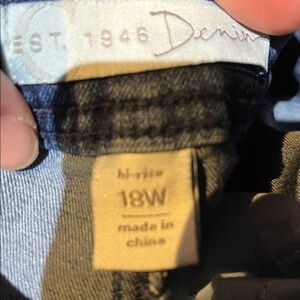 EST. 1946 Denim
hi-rise
18W
made in
china